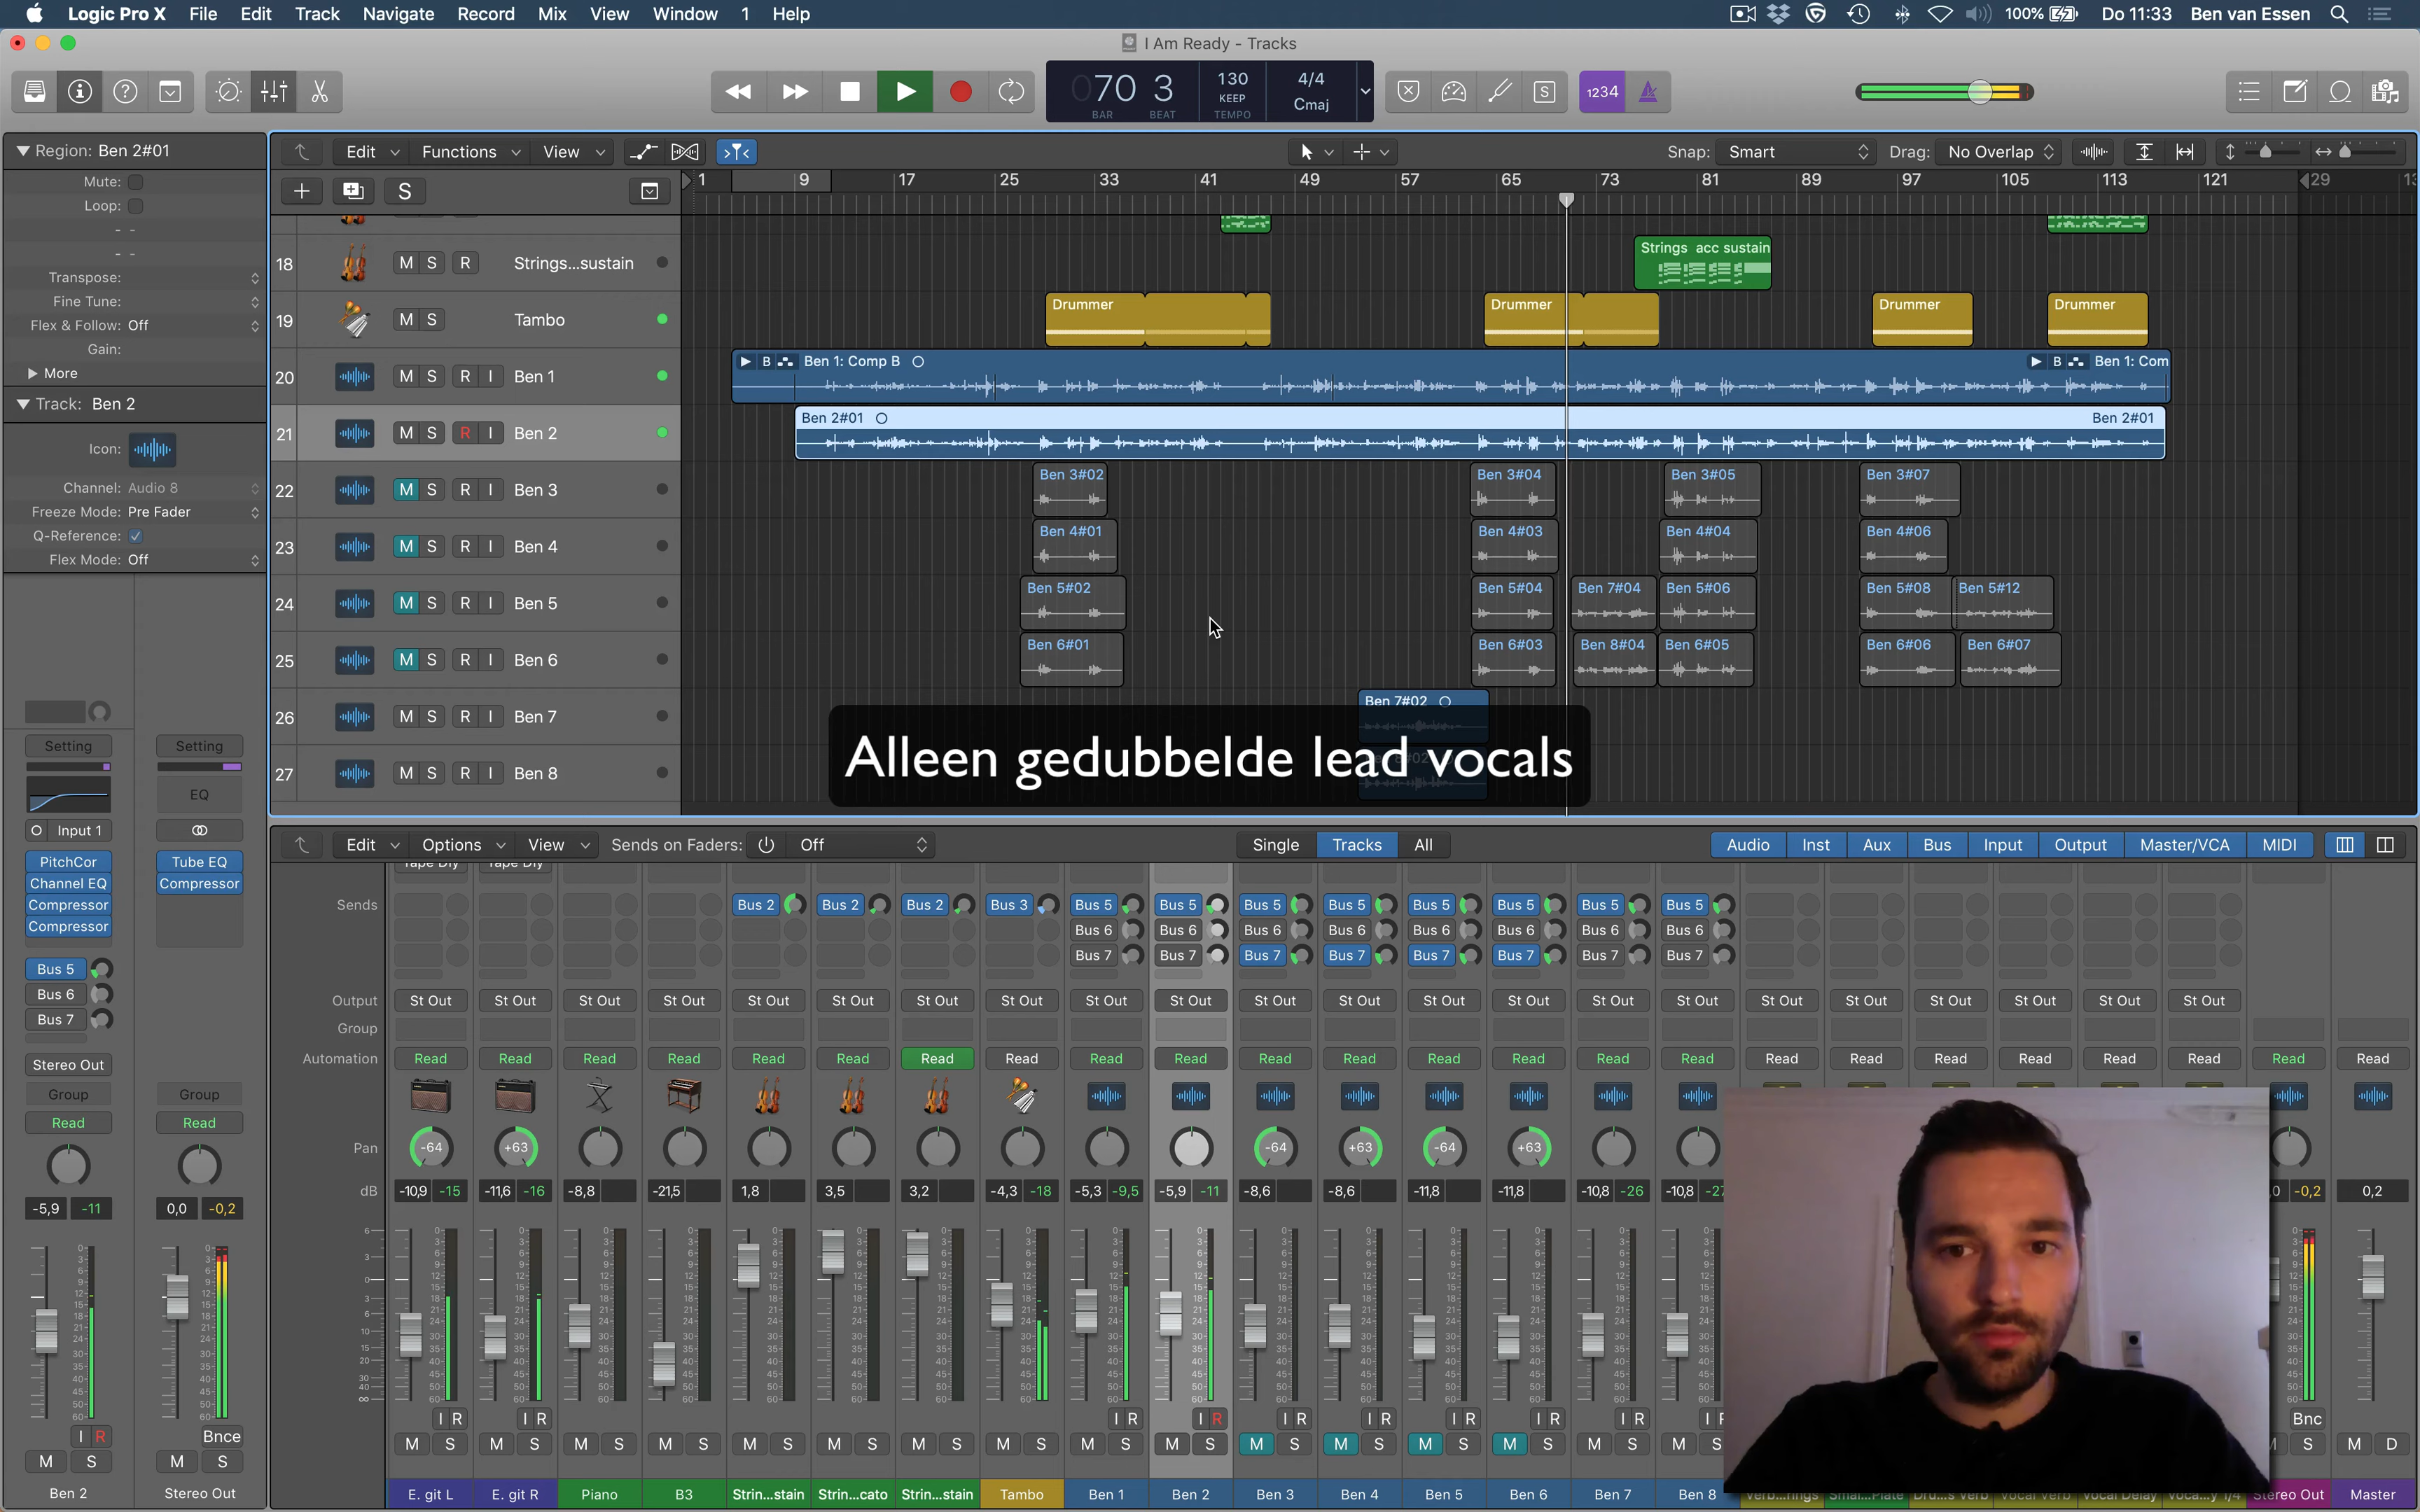 Logic Pro X File Edit Track Navigate Record Mix View Window 1 Help 100% Do 11:33 Ben van Essen
I Am Ready - Tracks
070 3 130 KEEP 4/4 Cmaj 1234
BAR BEAT TEMPO
Region: Ben 2#01
Mute:
Loop:
Transpose:
Fine Tune:
Flex & Follow: Off
Gain:
More
Track: Ben 2
Icon:
Channel: Audio 8
Freeze Mode: Pre Fader
Q-Reference:
Flex Mode: Off
Setting Setting
EQ
Input 1
PitchCor Tube EQ
Channel EQ Compressor
Compressor
Compressor
Bus 5
Bus 6
Bus 7
Stereo Out
Group Group
Read Read
-5,9 -11 0,0 -0,2
I R Bnce
M S M S
Ben 2 Stereo Out
Edit Functions View Snap: Smart Drag: No Overlap
S 1 9 17 25 33 41 49 57 65 73 81 89 97 105 113 121
18 M S R Strings...sustain Strings acc sustain
19 M S Tambo Drummer Drummer Drummer Drummer
20 M S R I Ben 1 B Ben 1: Comp B B Ben 1: Com
21 M S R I Ben 2 Ben 2#01 Ben 2#01
22 M S R I Ben 3 Ben 3#02 Ben 3#04 Ben 3#05 Ben 3#07
23 M S R I Ben 4 Ben 4#01 Ben 4#03 Ben 4#04 Ben 4#06
24 M S R I Ben 5 Ben 5#02 Ben 5#04 Ben 7#04 Ben 5#06 Ben 5#08 Ben 5#12
25 M S R I Ben 6 Ben 6#01 Ben 6#03 Ben 8#04 Ben 6#05 Ben 6#06 Ben 6#07
26 M S R I Ben 7 Ben 7#02
27 M S R I Ben 8
Alleen gedubbelde lead vocals
Edit Options View Sends on Faders: Off Single Tracks All Audio Inst Aux Bus Input Output Master/VCA MIDI
Sends Bus 2 Bus 2 Bus 2 Bus 3 Bus 5 Bus 5 Bus 5 Bus 5 Bus 5 Bus 5 Bus 5 Bus 5
Bus 6 Bus 6 Bus 6 Bus 6 Bus 6 Bus 6 Bus 6 Bus 6
Bus 7 Bus 7 Bus 7 Bus 7 Bus 7 Bus 7 Bus 7 Bus 7
Output St Out St Out St Out St Out St Out St Out St Out St Out St Out St Out St Out St Out St Out St Out St Out St Out St Out St Out St Out St Out St Out St Out
Group
Automation Read Read Read Read Read Read Read Read Read Read Read Read Read Read Read Read Read Read Read Read Read Read Read Read
Pan -64 +63 -64 +63 -64 +63
dB -10,9 -15 -11,6 -16 -8,8 -21,5 1,8 3,5 3,2 -4,3 -18 -5,3 -9,5 -5,9 -11 -8,6 -8,6 -11,8 -11,8 -10,8 -26 -10,8 -0,2 0,2
I R I R I R I R I R I R I R I R I R Bnc
M S M S M S M S M S M S M S M S M S M S M S M S M S M S M S M S M D
E. git L E. git R Piano B3 Strin...stain Strin...cato Strin...stain Tambo Ben 1 Ben 2 Ben 3 Ben 4 Ben 5 Ben 6 Ben 7 Ben 8 Stereo Out Master